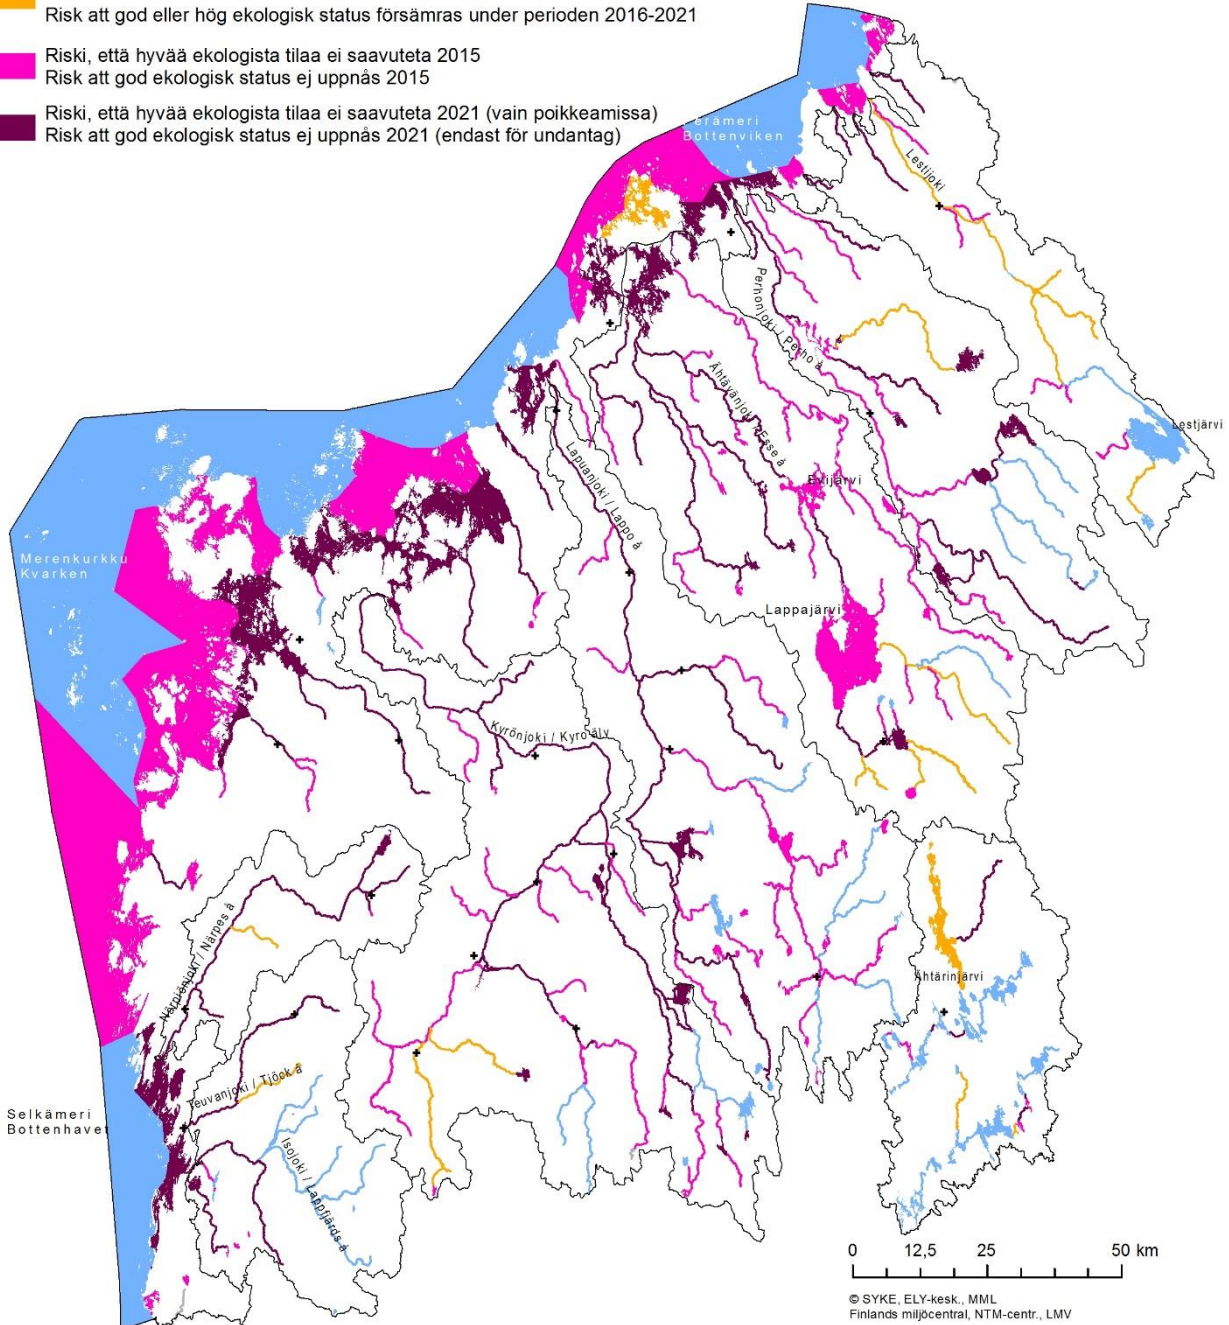 Risk att god eller hög ekologisk status försämras under perioden 2016-2021
Riski, että hyvää ekologista tilaa ei saavuteta 2015
Risk att god ekologisk status ej uppnås 2015
Riski, että hyvää ekologista tilaa ei saavuteta 2021 (vain poikkeamissa)
Risk att god ekologisk status ej uppnås 2021 (endast för undantag)
Perämeri
Bottenviken
Lestijoki
Perhonjoki / Perho å
Ähtävänjoki / Esse å
Lestjärvi
Lapuanjoki / Lappo å
Evijärvi
Merenkurkku
Kvarken
Lappajärvi
Kyrönjoki / Kyro älv
Närpiönjoki / Närpes å
Ähtärinjärvi
Teuvanjoki / Tjöck å
Selkämeri
Bottenhavet
Isojoki / Lappfjärds å
0 12,5 25 50 km
© SYKE, ELY-kesk., MML
Finlands miljöcentral, NTM-centr., LMV